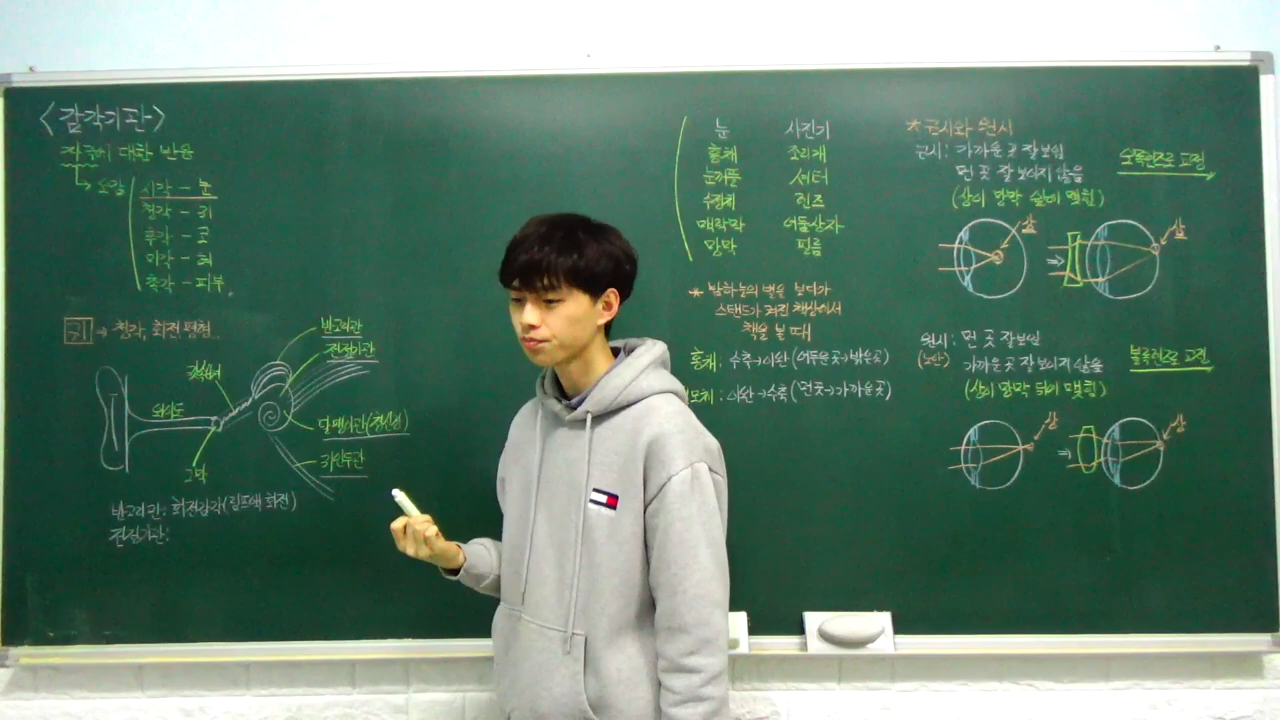 <감각기관>
자극에 대한 반응
시각 - 눈
청각 - 귀
후각 - 코
미각 - 혀
촉각 - 피부
귀 → 청각, 회전, 평형
반고리관
전정기관
귓속뼈
외이도
달팽이관(청신경)
귀인두관
고막
반고리관: 회전감각(림프액 회전)
전정기관:
눈 사진기
홍채 조리개
눈꺼풀 셔터
수정체 렌즈
맥락막 어둠상자
망막 필름
* 밤하늘의 별을 보다가
스탠드가 켜진 책상에서
책을 볼 때
홍채: 수축→이완(어두운 곳→밝은 곳)
모체: 이완→수축(먼 곳→가까운 곳)
* 근시와 원시
근시: 가까운 곳 잘 보임
먼 곳 잘 보이지 않음
(상이 망막 앞에 맺힘)
오목렌즈로 교정
상
상
원시: 먼 곳 잘 보임
(노안) 가까운 곳 잘 보이지 않음
(상이 망막 뒤에 맺힘)
볼록렌즈로 교정
상
상